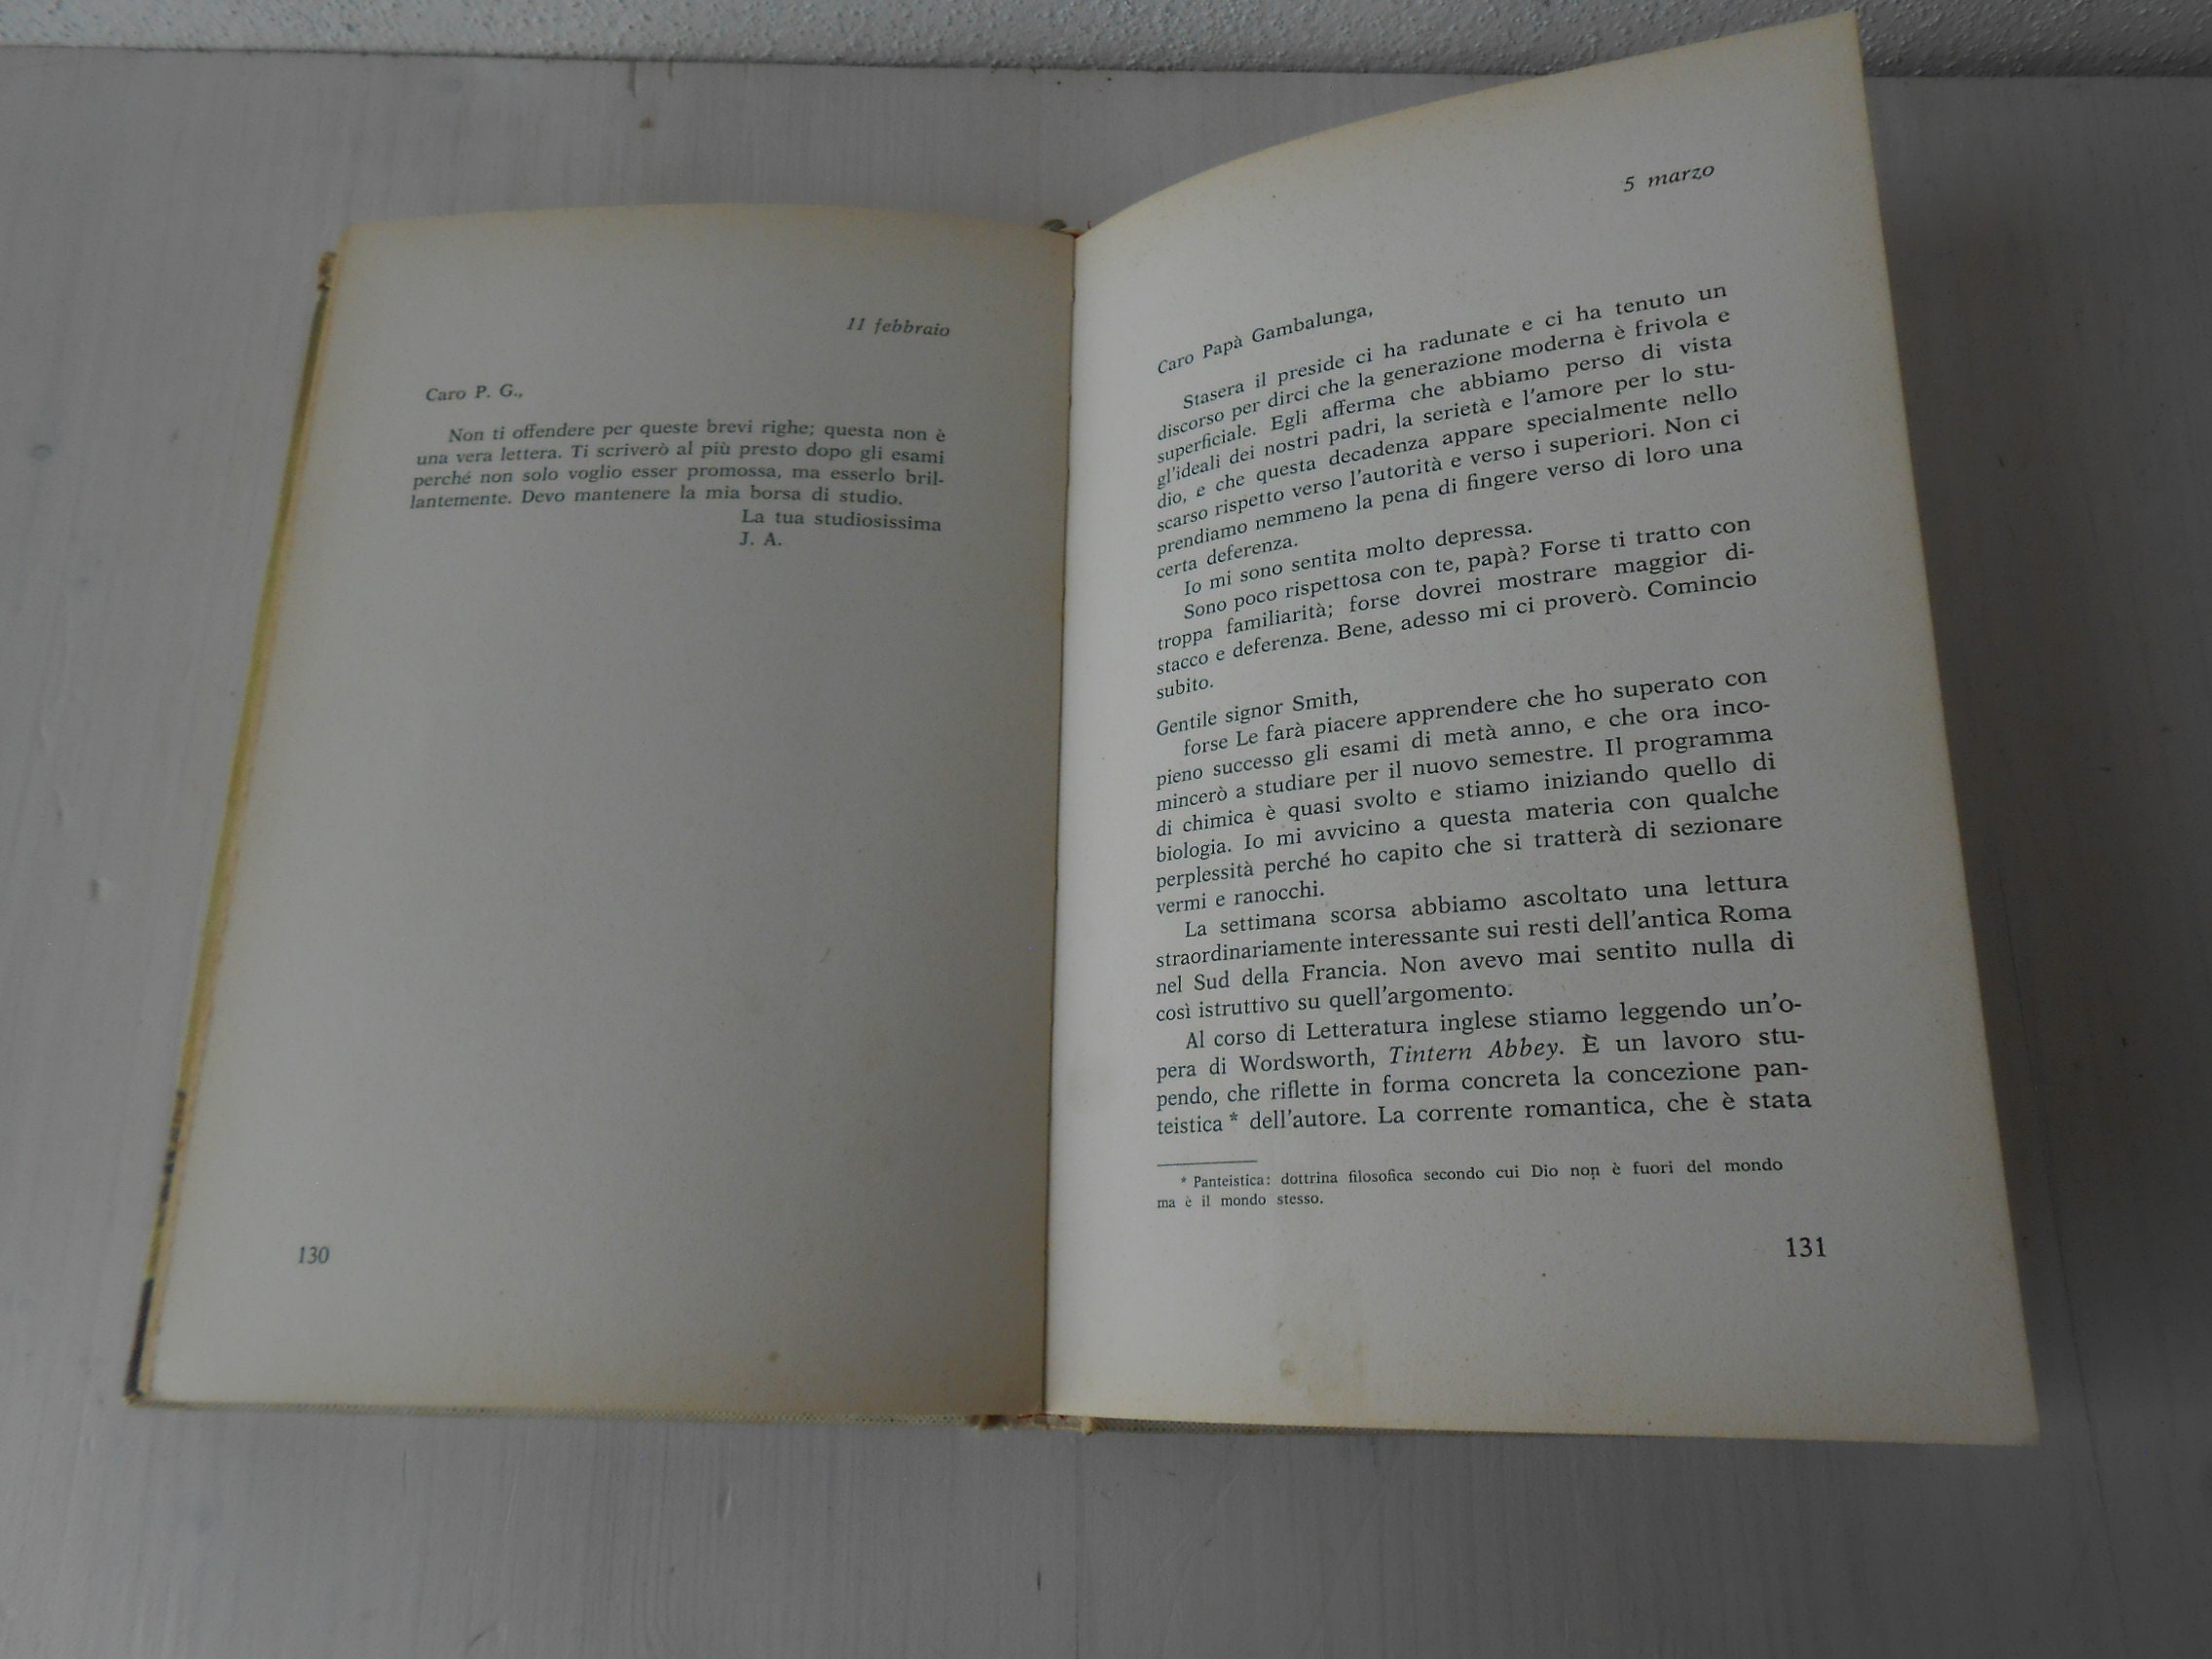 11 febbraio
Caro P. G.,
Non ti offendere per queste brevi righe; questa non è
una vera lettera. Ti scriverò al più presto dopo gli esami
perché non solo voglio esser promossa, ma esserlo bril-
lantemente. Devo mantenere la mia borsa di studio.
La tua studiosissima
J. A.
130
5 marzo
Caro Papà Gambalunga,
Stasera il preside ci ha radunate e ci ha tenuto un
discorso per dirci che la generazione moderna è frivola e
superficiale. Egli afferma che abbiamo perso di vista
gl'ideali dei nostri padri, la serietà e l'amore per lo stu-
dio, e che questa decadenza appare specialmente nello
scarso rispetto verso l'autorità e verso i superiori. Non ci
prendiamo nemmeno la pena di fingere verso di loro una
certa deferenza.
Io mi sono sentita molto depressa.
Sono poco rispettosa con te, papà? Forse ti tratto con
troppa familiarità; forse dovrei mostrare maggior di-
stacco e deferenza. Bene, adesso mi ci proverò. Comincio
subito.
Gentile signor Smith,
forse Le farà piacere apprendere che ho superato con
pieno successo gli esami di metà anno, e che ora inco-
mincerò a studiare per il nuovo semestre. Il programma
di chimica è quasi svolto e stiamo iniziando quello di
biologia. Io mi avvicino a questa materia con qualche
perplessità perché ho capito che si tratterà di sezionare
vermi e ranocchi.
La settimana scorsa abbiamo ascoltato una lettura
straordinariamente interessante sui resti dell'antica Roma
nel Sud della Francia. Non avevo mai sentito nulla di
così istruttivo su quell'argomento.
Al corso di Letteratura inglese stiamo leggendo un'o-
pera di Wordsworth, Tintern Abbey. È un lavoro stu-
pendo, che riflette in forma concreta la concezione pan-
teistica * dell'autore. La corrente romantica, che è stata
* Panteistica: dottrina filosofica secondo cui Dio non è fuori del mondo
ma è il mondo stesso.
131